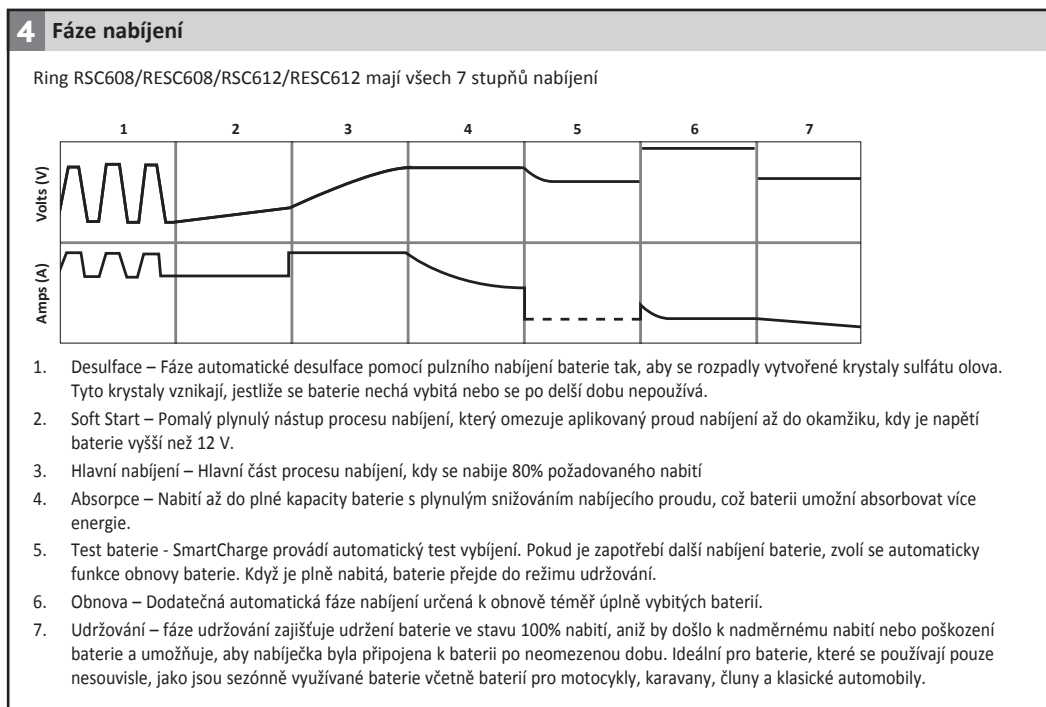 4 Fáze nabíjení
Ring RSC608/RESC608/RSC612/RESC612 mají všech 7 stupňů nabíjení
1 2 3 4 5 6 7
Volts (V)
Amps (A)
1. Desulface – Fáze automatické desulface pomocí pulzního nabíjení baterie tak, aby se rozpadly vytvořené krystaly sulfátu olova.
Tyto krystaly vznikají, jestliže se baterie nechá vybitá nebo se po delší dobu nepoužívá.
2. Soft Start – Pomalý plynulý nástup procesu nabíjení, který omezuje aplikovaný proud nabíjení až do okamžiku, kdy je napětí
baterie vyšší než 12 V.
3. Hlavní nabíjení – Hlavní část procesu nabíjení, kdy se nabije 80% požadovaného nabití
4. Absorpce – Nabití až do plné kapacity baterie s plynulým snižováním nabíjecího proudu, což baterii umožní absorbovat více
energie.
5. Test baterie - SmartCharge provádí automatický test vybíjení. Pokud je zapotřebí další nabíjení baterie, zvolí se automaticky
funkce obnovy baterie. Když je plně nabitá, baterie přejde do režimu udržování.
6. Obnova – Dodatečná automatická fáze nabíjení určená k obnově téměř úplně vybitých baterií.
7. Udržování – fáze udržování zajišťuje udržení baterie ve stavu 100% nabití, aniž by došlo k nadměrnému nabití nebo poškození
baterie a umožňuje, aby nabíječka byla připojena k baterii po neomezenou dobu. Ideální pro baterie, které se používají pouze
nesouvisle, jako jsou sezónně využívané baterie včetně baterií pro motocykly, karavany, čluny a klasické automobily.